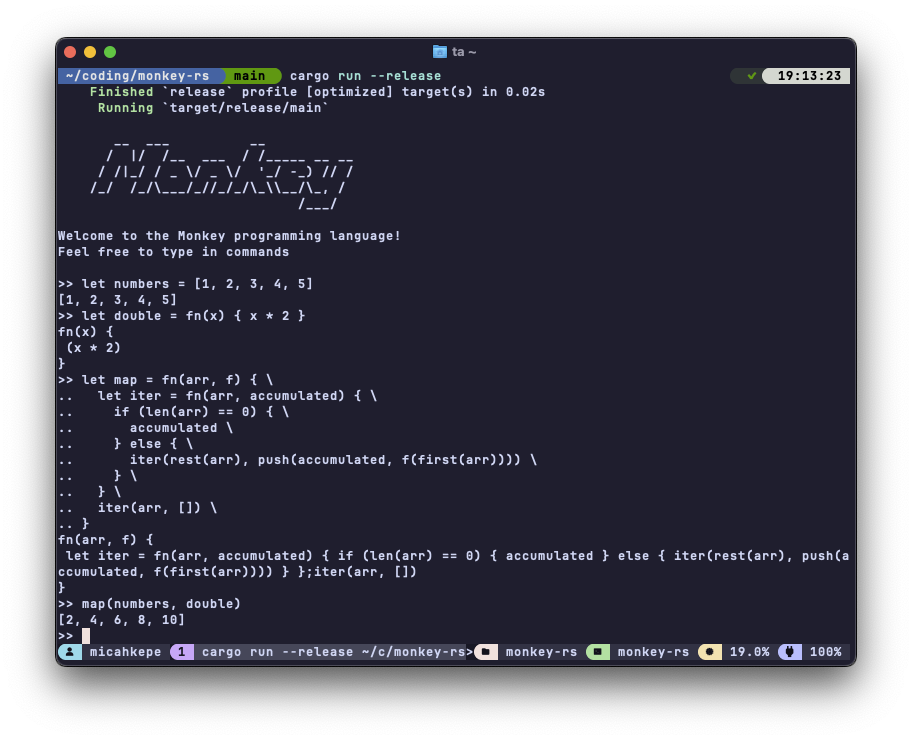 ta ~
~/coding/monkey-rs main cargo run --release ✔ 19:13:23
    Finished `release` profile [optimized] target(s) in 0.02s
     Running `target/release/main`
       __  ___          __
      /  |/  /__  ___  / /_____ __ __
     / /|_/ / _ \/ _ \/  '_/ -_) // /
    /_/  /_/\___/_//_/_/\_\\__/\_, /
                              /___/
Welcome to the Monkey programming language!
Feel free to type in commands
>> let numbers = [1, 2, 3, 4, 5]
[1, 2, 3, 4, 5]
>> let double = fn(x) { x * 2 }
fn(x) {
 (x * 2)
}
>> let map = fn(arr, f) { \
..   let iter = fn(arr, accumulated) { \
..     if (len(arr) == 0) { \
..       accumulated \
..     } else { \
..       iter(rest(arr), push(accumulated, f(first(arr)))) \
..     } \
..   } \
..   iter(arr, []) \
.. }
fn(arr, f) {
 let iter = fn(arr, accumulated) { if (len(arr) == 0) { accumulated } else { iter(rest(arr), push(a
ccumulated, f(first(arr)))) } };iter(arr, [])
}
>> map(numbers, double)
[2, 4, 6, 8, 10]
>>
micahkepe 1 cargo run --release ~/c/monkey-rs> monkey-rs monkey-rs 19.0% 100%